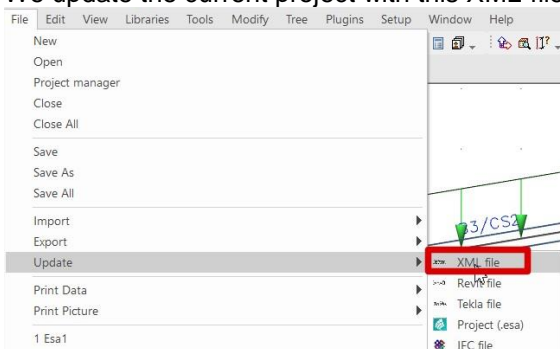 We update the current project with this XML file
File Edit View Libraries Tools Modify Tree Plugins Setup Window Help
New
Open
Project manager
Close
Close All
Save
Save As
Save All
Import
Export
Update
XML file
Revit file
Tekla file
Project (.esa)
IFC file
Print Data
Print Picture
1 Esa1
33/CS2